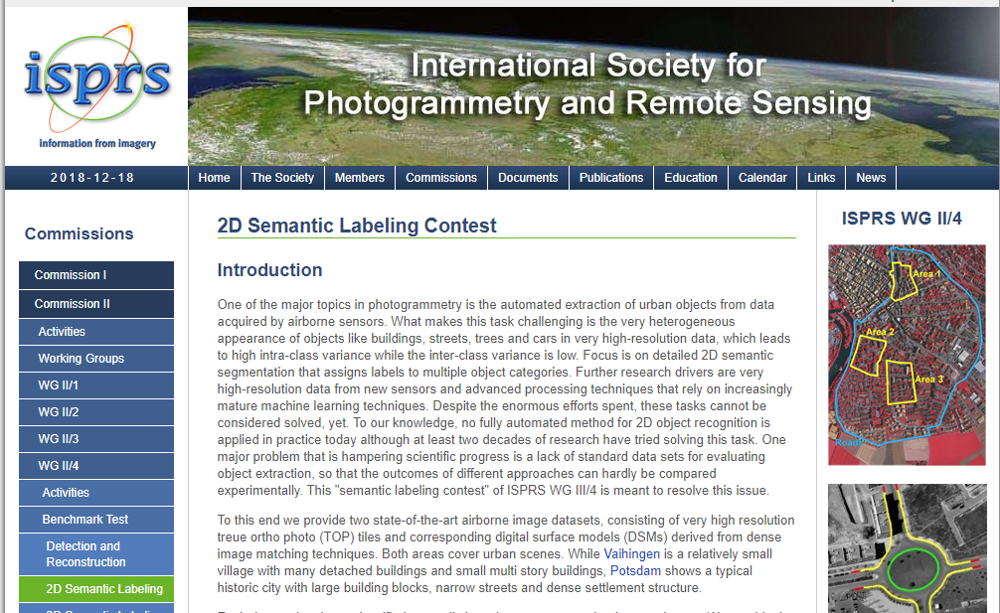 isprs
information from imagery
International Society for
Photogrammetry and Remote Sensing
2018-12-18
Home
The Society
Members
Commissions
Documents
Publications
Education
Calendar
Links
News
Commissions
Commission I
Commission II
Activities
Working Groups
WG II/1
WG II/2
WG II/3
WG II/4
Activities
Benchmark Test
Detection and
Reconstruction
2D Semantic Labeling
2D Semantic Labeling Contest
Introduction
One of the major topics in photogrammetry is the automated extraction of urban objects from data
acquired by airborne sensors. What makes this task challenging is the very heterogeneous
appearance of objects like buildings, streets, trees and cars in very high-resolution data, which leads
to high intra-class variance while the inter-class variance is low. Focus is on detailed 2D semantic
segmentation that assigns labels to multiple object categories. Further research drivers are very
high-resolution data from new sensors and advanced processing techniques that rely on increasingly
mature machine learning techniques. Despite the enormous efforts spent, these tasks cannot be
considered solved, yet. To our knowledge, no fully automated method for 2D object recognition is
applied in practice today although at least two decades of research have tried solving this task. One
major problem that is hampering scientific progress is a lack of standard data sets for evaluating
object extraction, so that the outcomes of different approaches can hardly be compared
experimentally. This "semantic labeling contest" of ISPRS WG III/4 is meant to resolve this issue.
To this end we provide two state-of-the-art airborne image datasets, consisting of very high resolution
treue ortho photo (TOP) tiles and corresponding digital surface models (DSMs) derived from dense
image matching techniques. Both areas cover urban scenes. While Vaihingen is a relatively small
village with many detached buildings and small multi story buildings, Potsdam shows a typical
historic city with large building blocks, narrow streets and dense settlement structure.
ISPRS WG II/4
Area 1
Area 2
Area 3
Roads